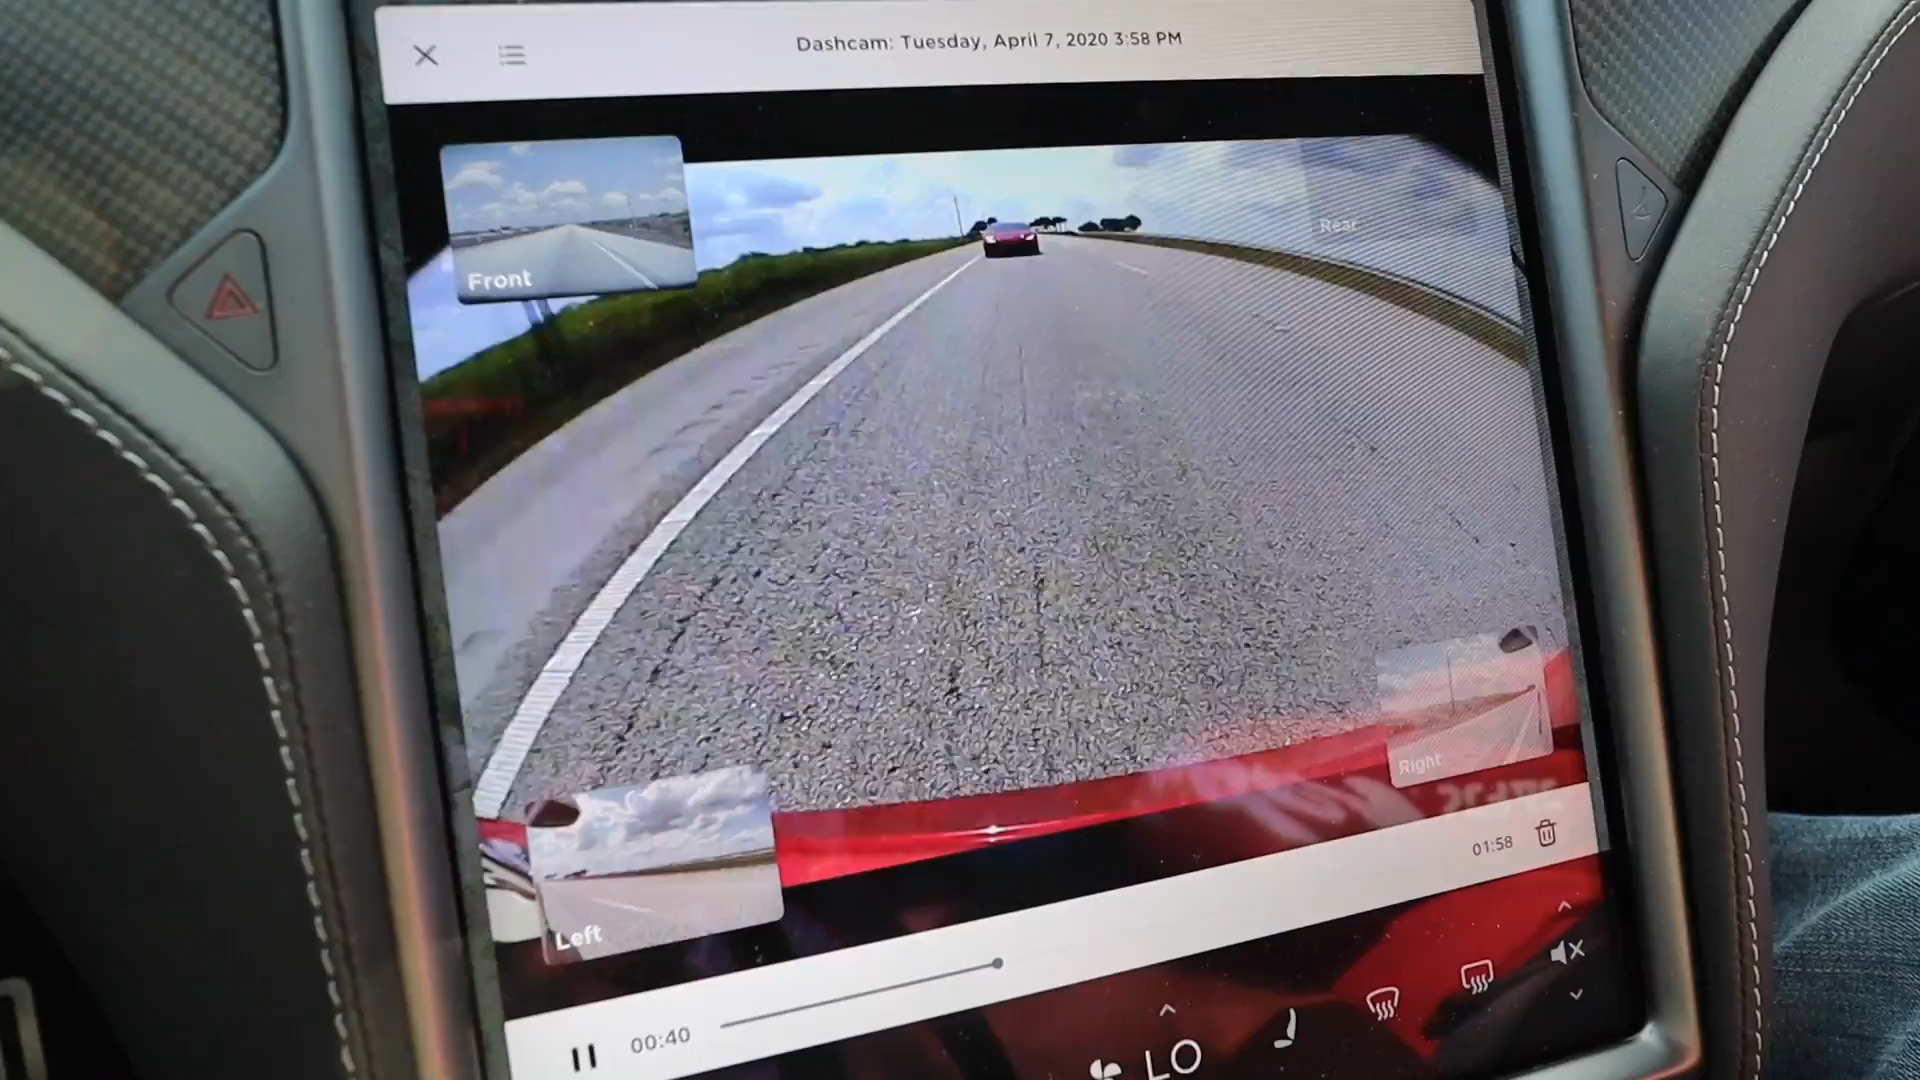 Dashcam: Tuesday, April 7, 2020 3:58 PM
Front
Rear
Right
Left
01:58
00:40
LO